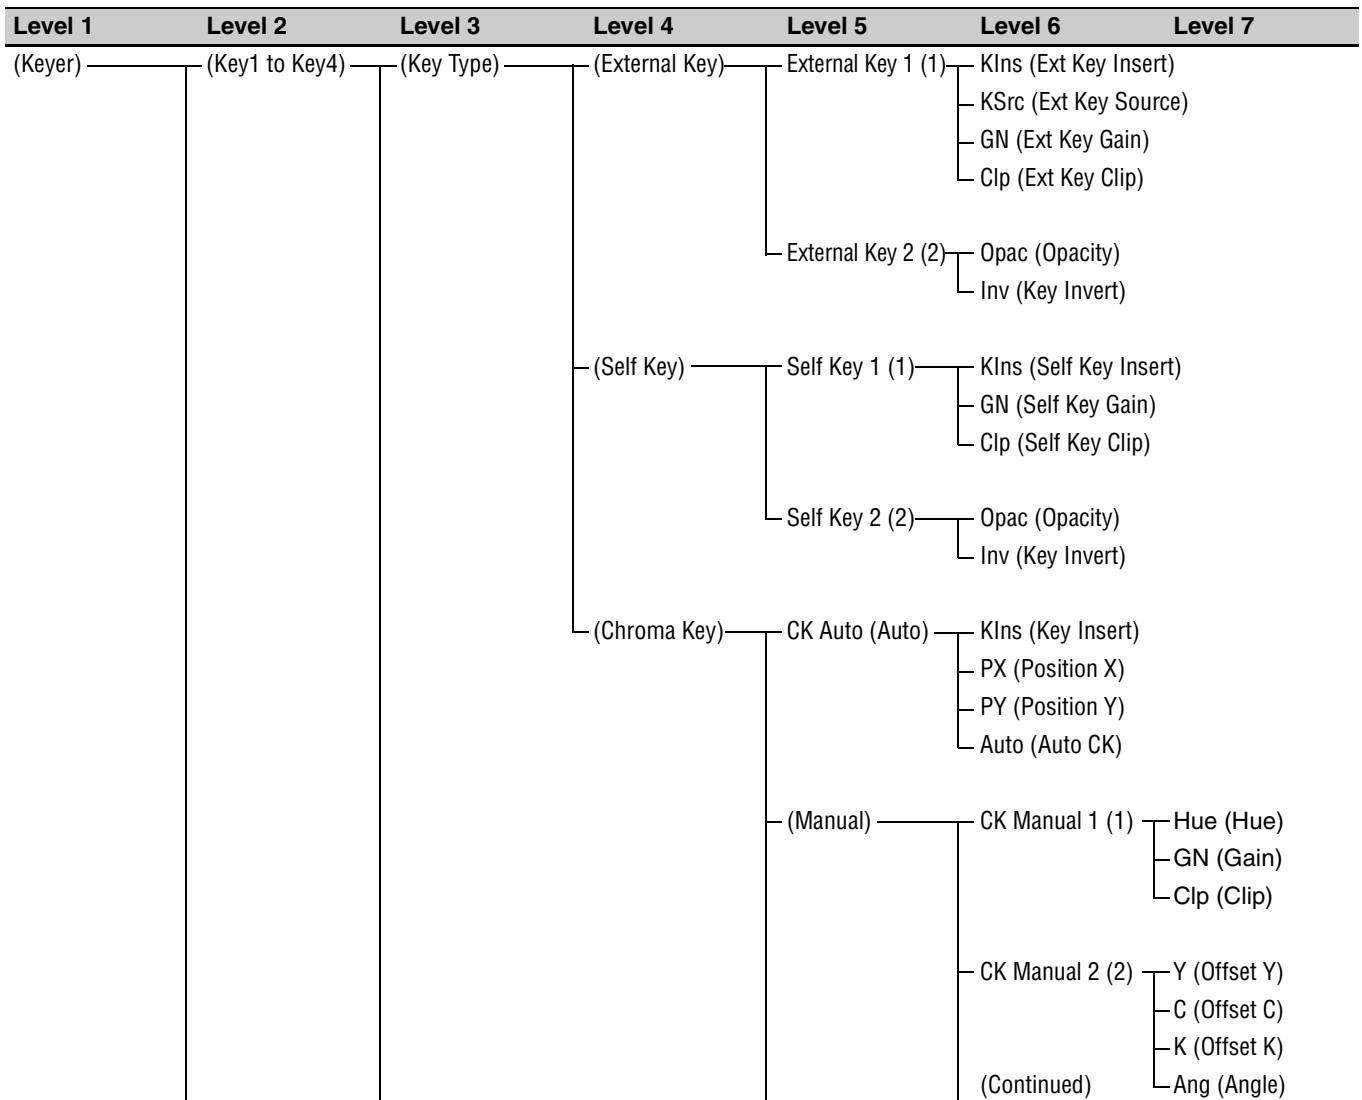 Level 1 Level 2 Level 3 Level 4 Level 5 Level 6 Level 7
(Keyer) (Key1 to Key4) (Key Type) (External Key) External Key 1 (1) KIns (Ext Key Insert)
KSrc (Ext Key Source)
GN (Ext Key Gain)
Clp (Ext Key Clip)
External Key 2 (2) Opac (Opacity)
Inv (Key Invert)
(Self Key) Self Key 1 (1) KIns (Self Key Insert)
GN (Self Key Gain)
Clp (Self Key Clip)
Self Key 2 (2) Opac (Opacity)
Inv (Key Invert)
(Chroma Key) CK Auto (Auto) KIns (Key Insert)
PX (Position X)
PY (Position Y)
Auto (Auto CK)
(Manual) CK Manual 1 (1) Hue (Hue)
GN (Gain)
Clp (Clip)
CK Manual 2 (2) Y (Offset Y)
C (Offset C)
K (Offset K)
(Continued) Ang (Angle)